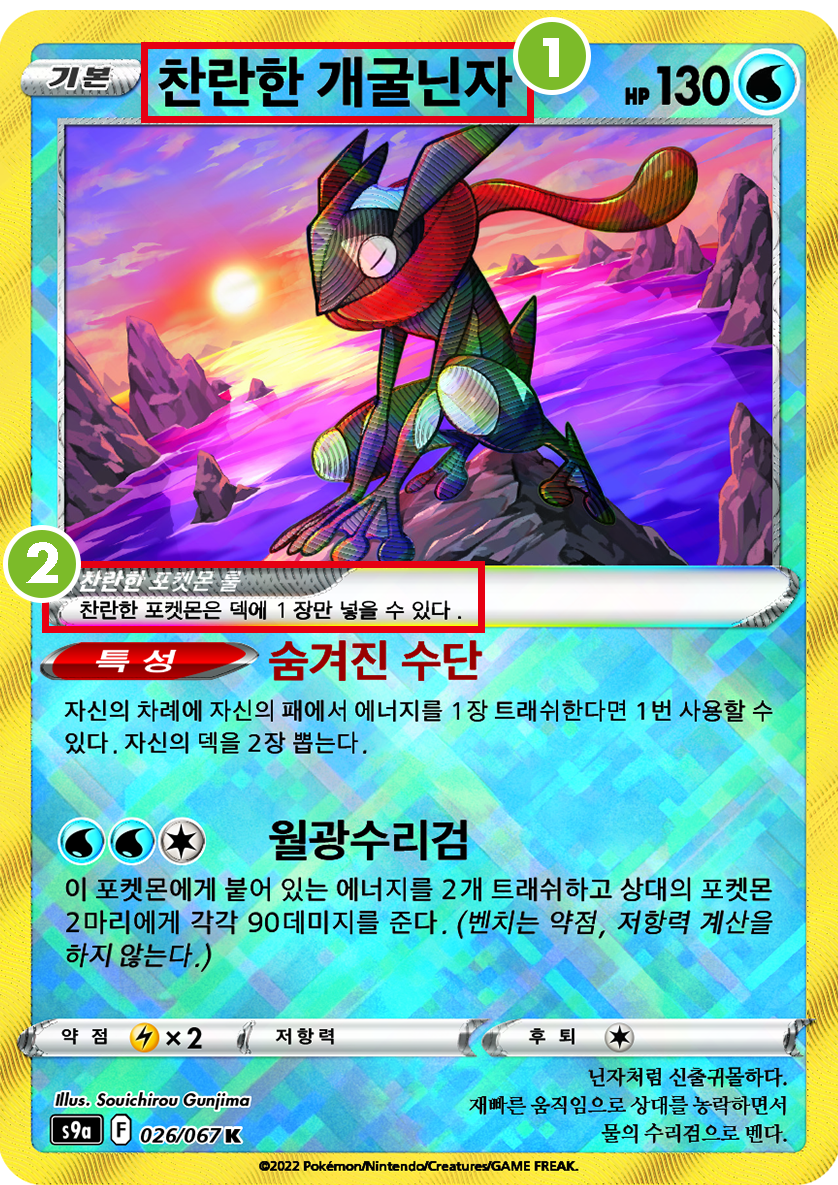 1
기본 찬란한 개굴닌자 HP 130
2
찬란한 포켓몬 룰
찬란한 포켓몬은 덱에 1장만 넣을 수 있다.
특성 숨겨진 수단
자신의 차례에 자신의 패에서 에너지를 1장 트래쉬한다면 1번 사용할 수
있다. 자신의 덱을 2장 뽑는다.
월광수리검
이 포켓몬에게 붙어 있는 에너지를 2개 트래쉬하고 상대의 포켓몬
2마리에게 각각 90데미지를 준다. (벤치는 약점, 저항력 계산을
하지 않는다.)
약점 ×2 저항력 후퇴
닌자처럼 신출귀몰하다.
재빠른 움직임으로 상대를 농락하면서
물의 수리검으로 벤다.
Illus. Souichirou Gunjima
s9a F 026/067 K
©2022 Pokémon/Nintendo/Creatures/GAME FREAK.